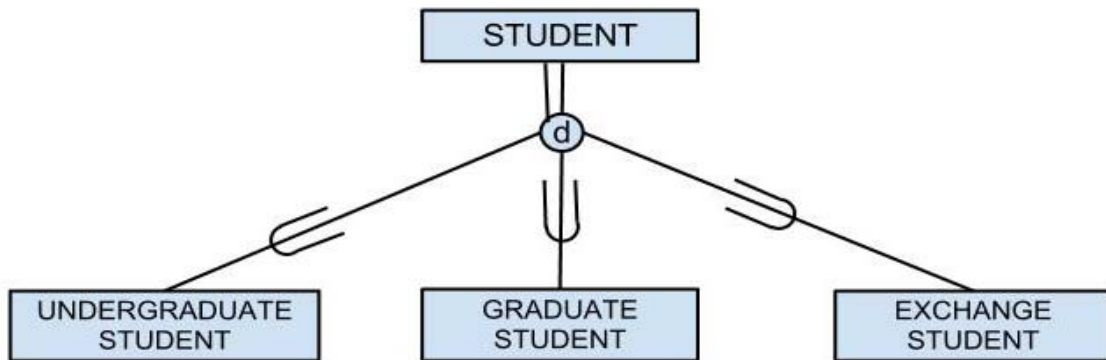 STUDENT
d
UNDERGRADUATE
STUDENT
GRADUATE
STUDENT
EXCHANGE
STUDENT